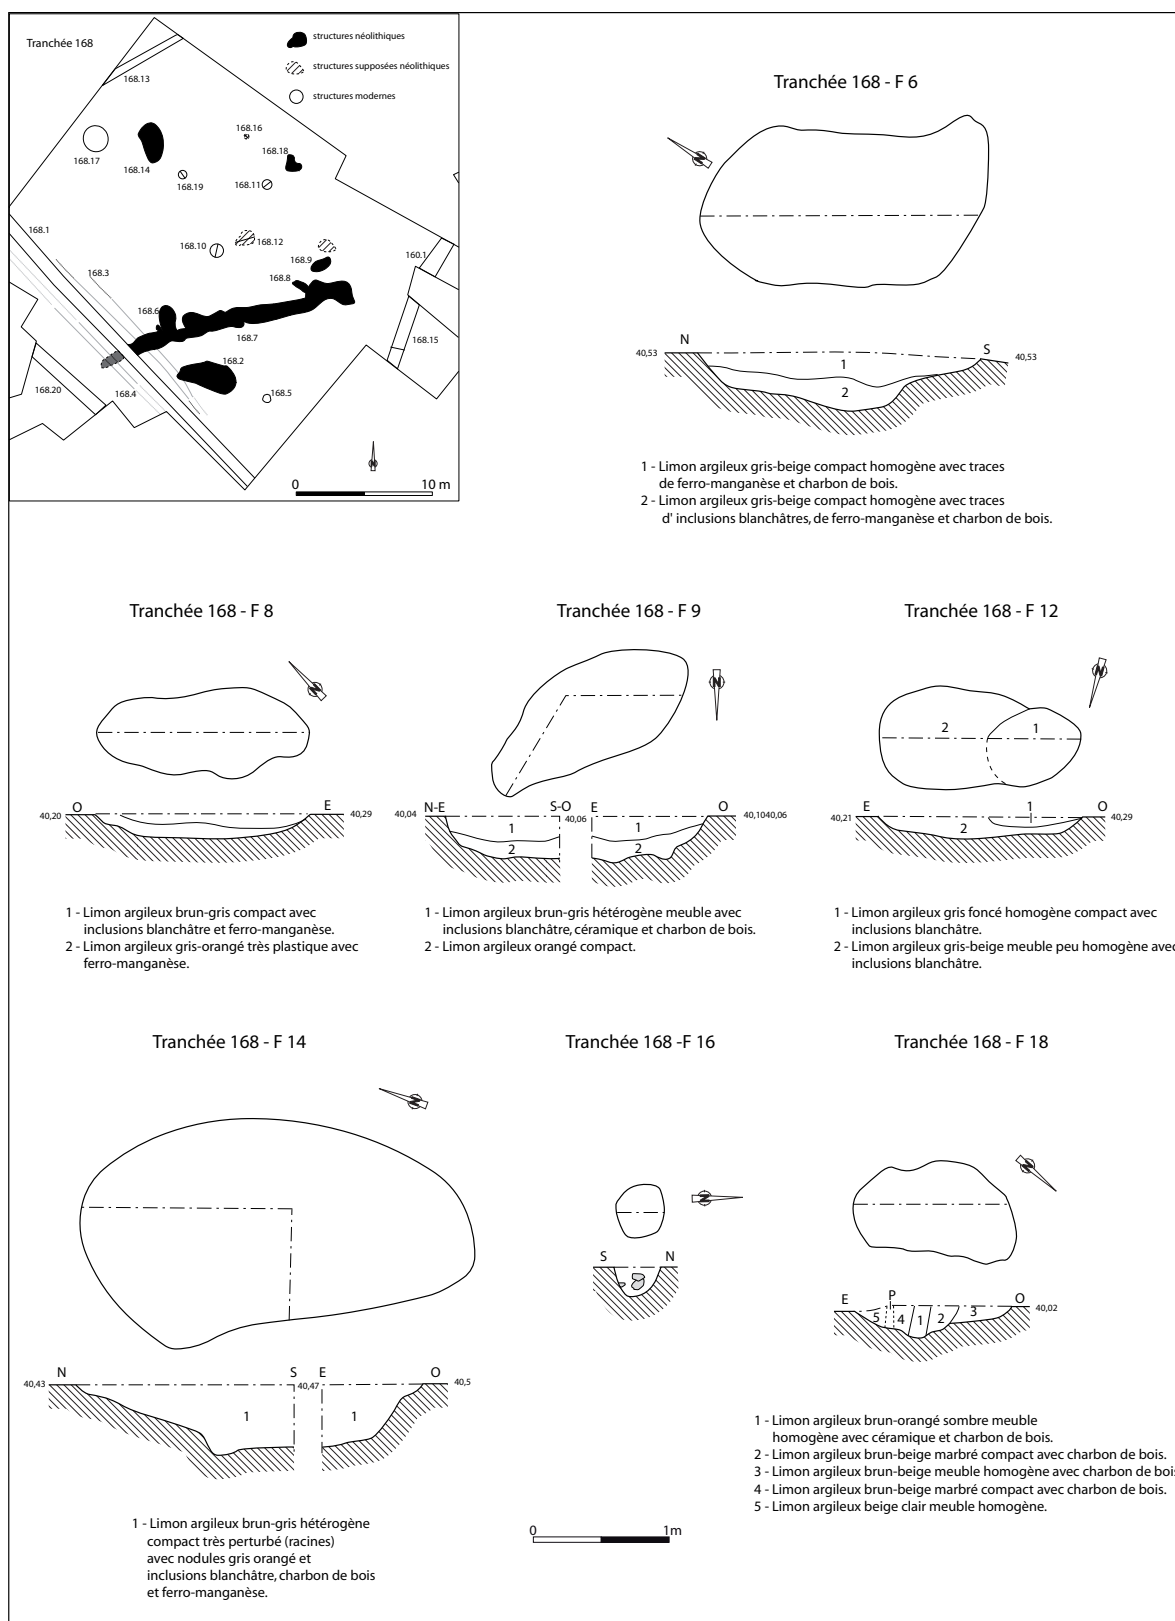 Tranchée 168
structures néolithiques
structures supposées néolithiques
structures modernes
168.13
168.17
168.14
168.16
168.18
168.19
168.11
168.1
168.10
168.12
168.3
168.9
160.1
168.8
168.6
168.7
168.15
168.2
168.20
168.4
168.5
N
0 10 m
Tranchée 168 - F 6
N
N S
40,53 40,53
1
2
1 - Limon argileux gris-beige compact homogène avec traces
de ferro-manganèse et charbon de bois.
2 - Limon argileux gris-beige compact homogène avec traces
d' inclusions blanchâtres, de ferro-manganèse et charbon de bois.
Tranchée 168 - F 8
N
O E
40,20 40,29
1 - Limon argileux brun-gris compact avec
inclusions blanchâtre et ferro-manganèse.
2 - Limon argileux gris-orangé très plastique avec
ferro-manganèse.
Tranchée 168 - F 9
N
N-E S-O E O
40,04 40,06 40,1040,06
1 1
2 2
1 - Limon argileux brun-gris hétérogène meuble avec
inclusions blanchâtre, céramique et charbon de bois.
2 - Limon argileux orangé compact.
Tranchée 168 - F 12
N
2 1
E 1 O
40,21 40,29
2
1 - Limon argileux gris foncé homogène compact avec
inclusions blanchâtre.
2 - Limon argileux gris-beige meuble peu homogène avec
inclusions blanchâtre.
Tranchée 168 - F 14
N
N S E O
40,43 40,47 40,5
1 1
1 - Limon argileux brun-gris hétérogène
compact très perturbé (racines)
avec nodules gris orangé et
inclusions blanchâtre, charbon de bois
et ferro-manganèse.
Tranchée 168 -F 16
N
S N
0 1m
Tranchée 168 - F 18
N
E P O
40,02
5 4 1 2 3
1 - Limon argileux brun-orangé sombre meuble
homogène avec céramique et charbon de bois.
2 - Limon argileux brun-beige marbré compact avec charbon de bois.
3 - Limon argileux brun-beige meuble homogène avec charbon de bois
4 - Limon argileux brun-beige marbré compact avec charbon de bois.
5 - Limon argileux beige clair meuble homogène.